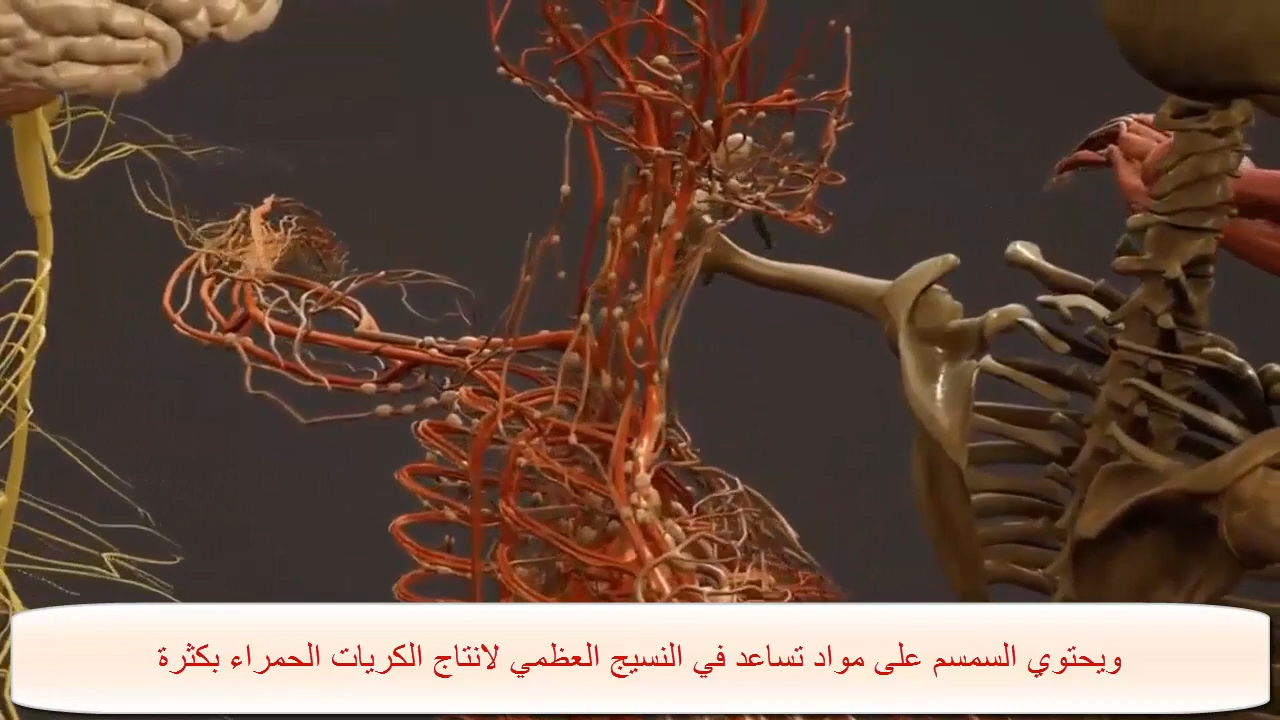 ويحتوي السمسم على مواد تساعد في النسيج العظمي لانتاج الكريات الحمراء بكثرة